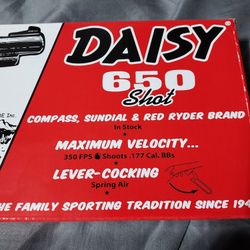 DAISY
650
Shot
COMPASS, SUNDIAL & RED RYDER BRAND
In Stock
MAXIMUM VELOCITY...
350 FPS Shoots .177 Cal. BBs
LEVER-COCKING
Spring Air
THE FAMILY SPORTING TRADITION SINCE 194